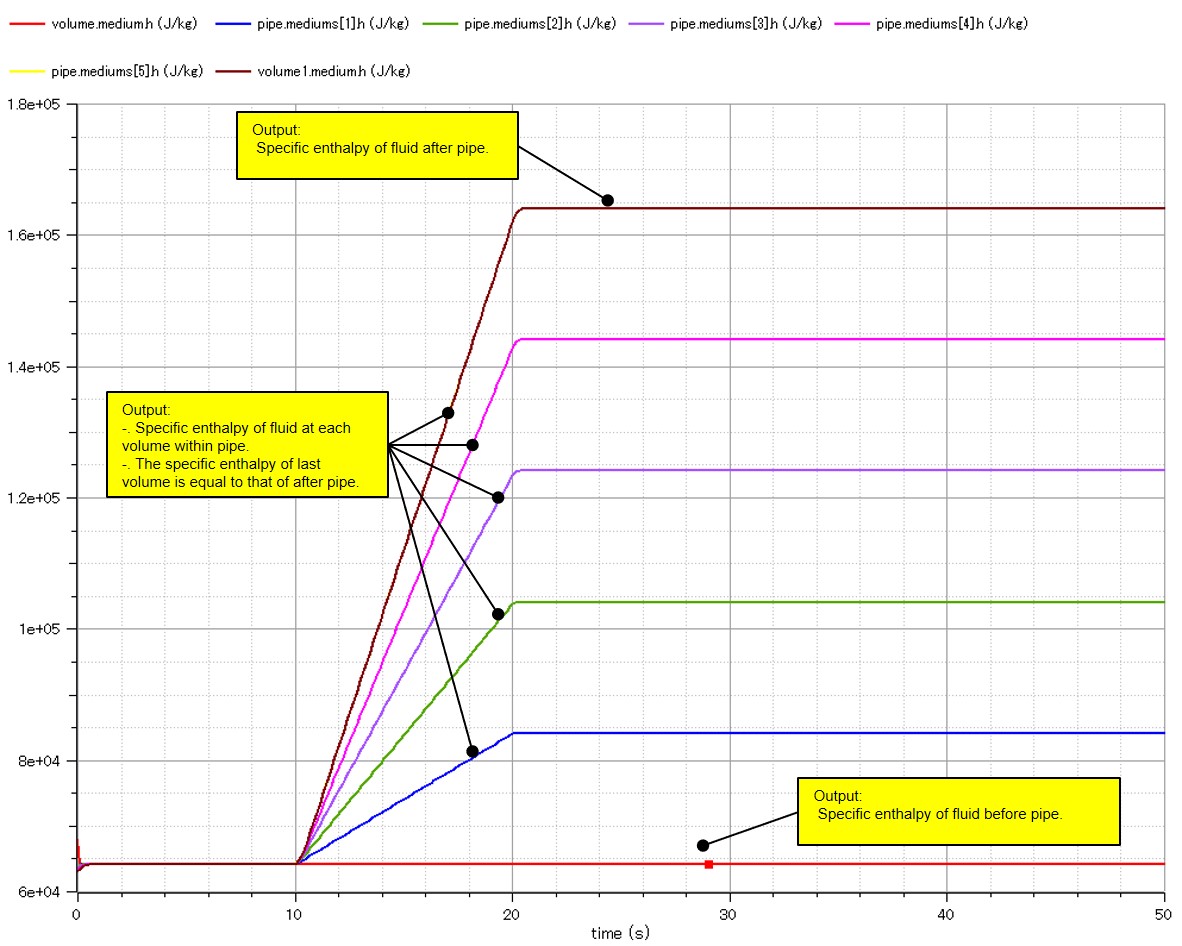 volume.medium.h (J/kg) pipe.mediums[1].h (J/kg) pipe.mediums[2].h (J/kg) pipe.mediums[3].h (J/kg) pipe.mediums[4].h (J/kg)
pipe.mediums[5].h (J/kg) volume1.medium.h (J/kg)
1.8e+05
Output:
Specific enthalpy of fluid after pipe.
1.6e+05
1.4e+05
Output:
-. Specific enthalpy of fluid at each
volume within pipe.
-. The specific enthalpy of last
volume is equal to that of after pipe.
1.2e+05
1e+05
8e+04
Output:
Specific enthalpy of fluid before pipe.
6e+04
0 10 20 30 40 50
time (s)